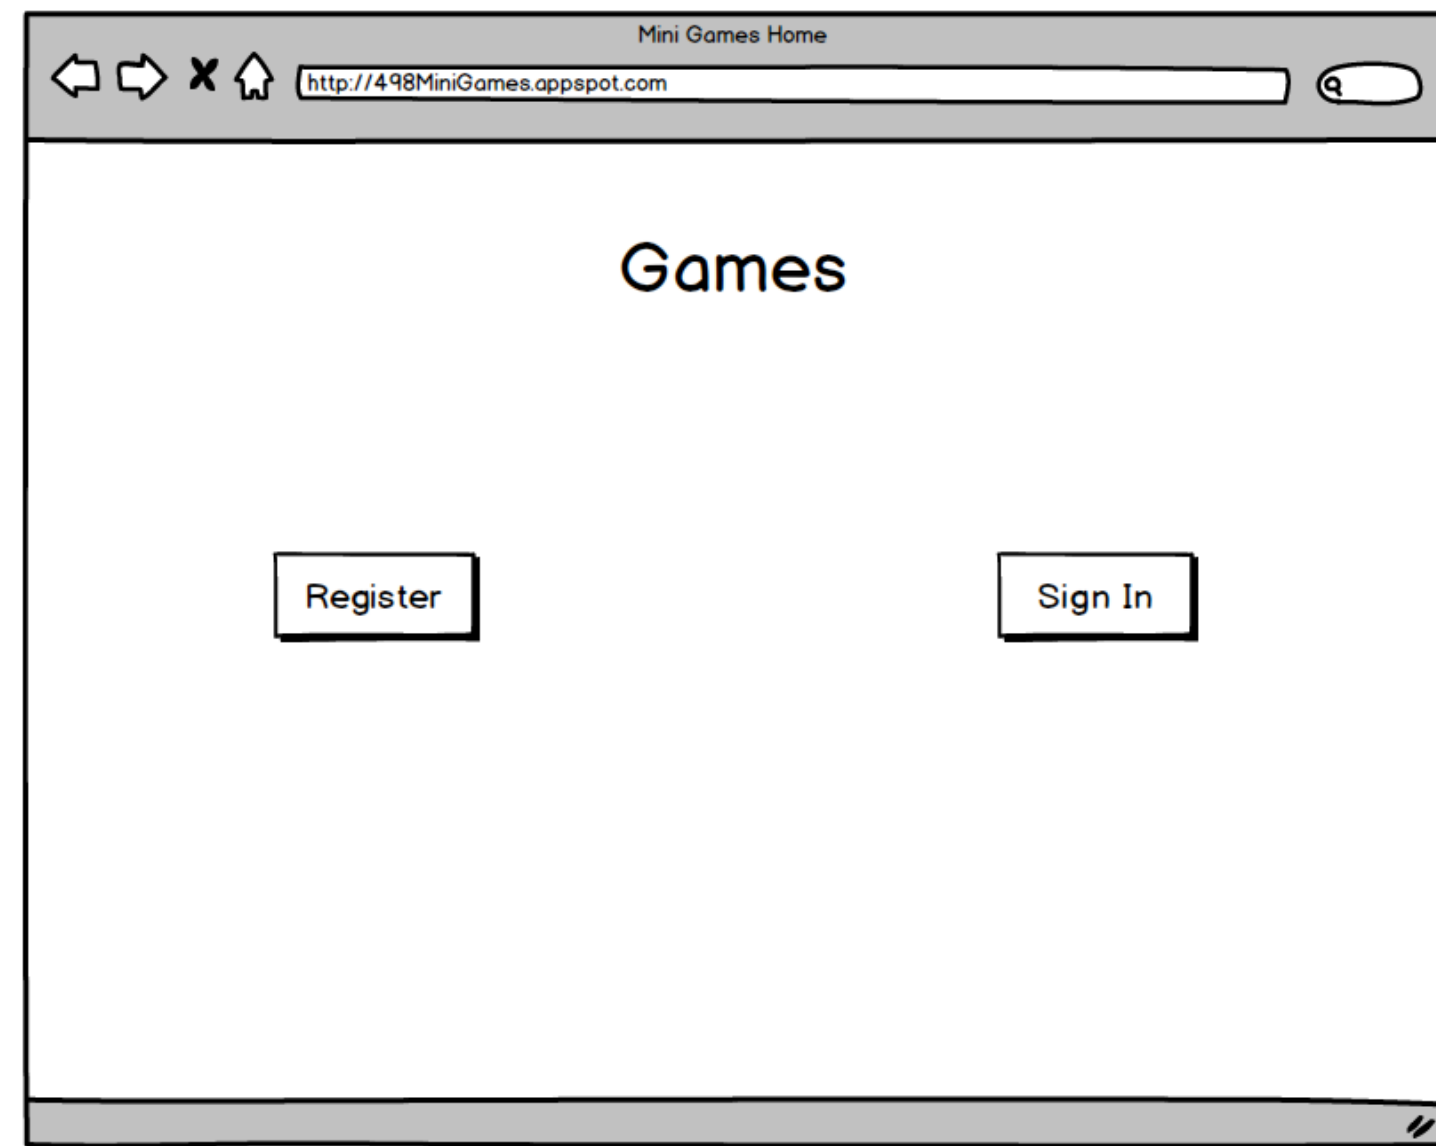 Mini Games Home
http://498MiniGames.appspot.com
Games
Register
Sign In